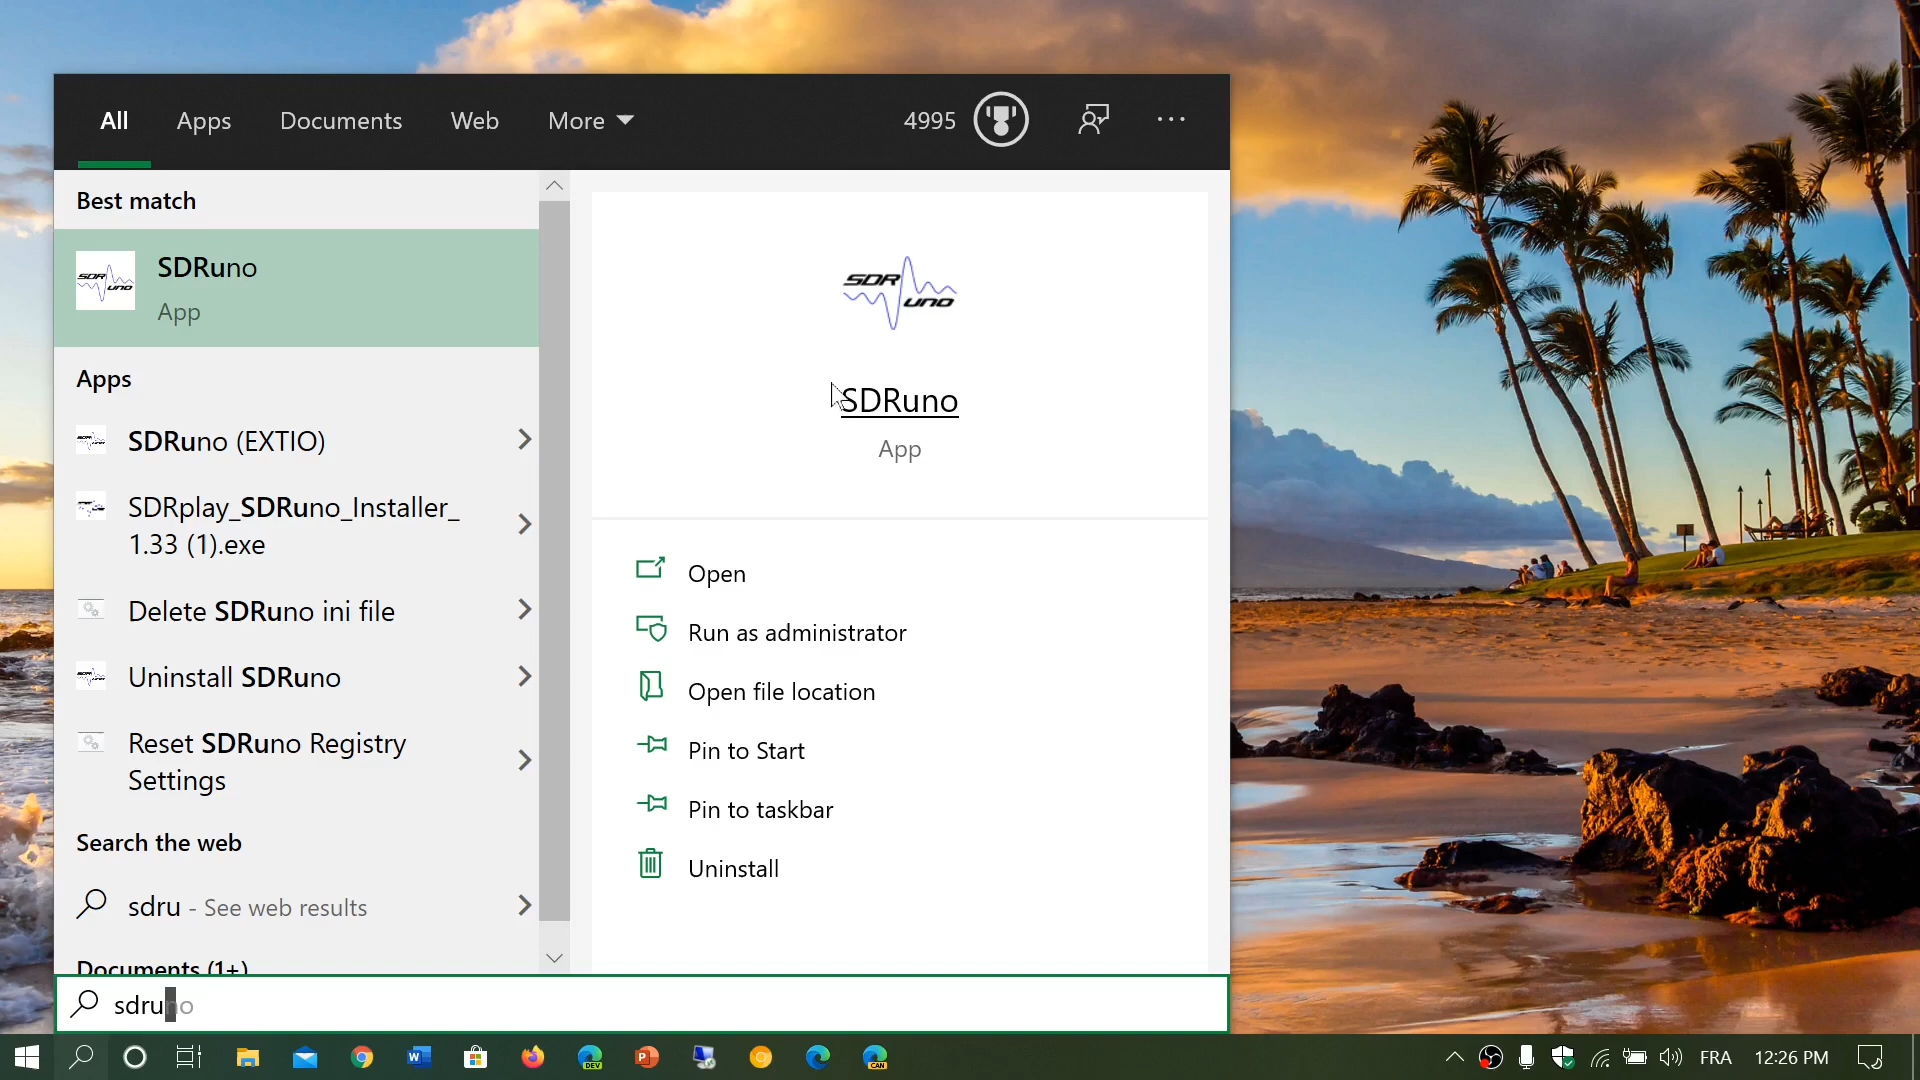 All
Apps
Documents
Web
More
4995
Best match
SDRuno
App
Apps
SDRuno (EXTIO)
SDRplay_SDRuno_Installer_
1.33 (1).exe
Delete SDRuno ini file
Uninstall SDRuno
Reset SDRuno Registry
Settings
Search the web
sdru - See web results
Documents (1+)
sdruno
SDR
UNO
SDRuno
App
Open
Run as administrator
Open file location
Pin to Start
Pin to taskbar
Uninstall
DEV
CAN
FRA
12:26 PM